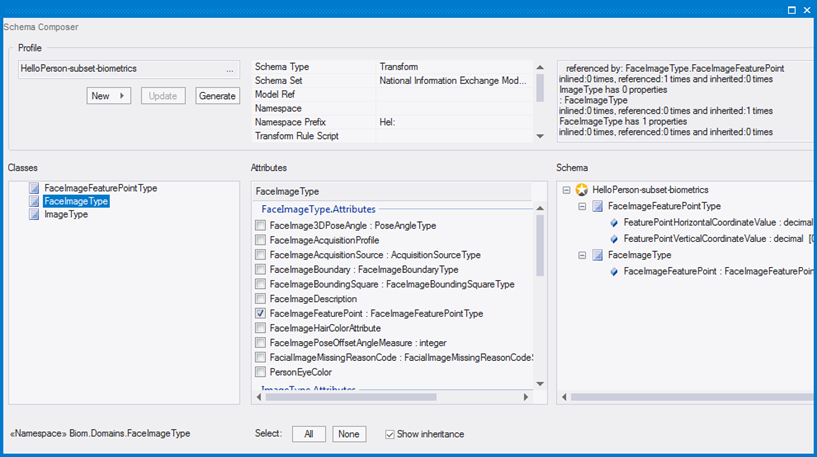 Schema Composer
Profile
HelloPerson-subset-biometrics ...
New Update Generate
Schema Type Transform
Schema Set National Information Exchange Mod...
Model Ref
Namespace
Namespace Prefix Hel:
Transform Rule Script
referenced by: FaceImageType.FaceImageFeaturePoint
inlined:0 times, referenced:1 times and inherited:0 times
ImageType has 0 properties
: FaceImageType
inlined:0 times, referenced:0 times and inherited:1 times
FaceImageType has 1 properties
inlined:0 times, referenced:0 times and inherited:0 times
Classes
FaceImageFeaturePointType
FaceImageType
ImageType
Attributes
FaceImageType
FaceImageType.Attributes
FaceImage3DPoseAngle : PoseAngleType
FaceImageAcquisitionProfile
FaceImageAcquisitionSource : AcquisitionSourceType
FaceImageBoundary : FaceImageBoundaryType
FaceImageBoundingSquare : FaceImageBoundingSquareType
FaceImageDescription
FaceImageFeaturePoint : FaceImageFeaturePointType
FaceImageHairColorAttribute
FaceImagePoseOffsetAngleMeasure : integer
FacialImageMissingReasonCode : FacialImageMissingReasonCodeS
PersonEyeColor
ImageType.Attributes
Schema
HelloPerson-subset-biometrics
FaceImageFeaturePointType
FeaturePointHorizontalCoordinateValue : decimal
FeaturePointVerticalCoordinateValue : decimal [0
FaceImageType
FaceImageFeaturePoint : FaceImageFeaturePoin
«Namespace» Biom.Domains.FaceImageType
Select: All None Show inheritance